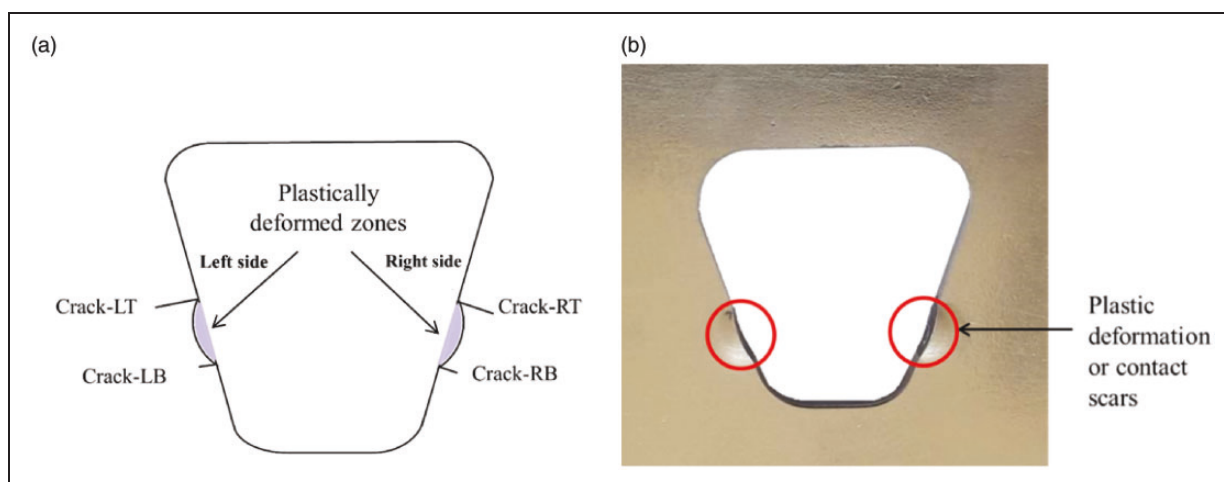 (a)
Plastically
deformed zones
Left side
Right side
Crack-LT
Crack-RT
Crack-LB
Crack-RB
(b)
Plastic
deformation
or contact
scars